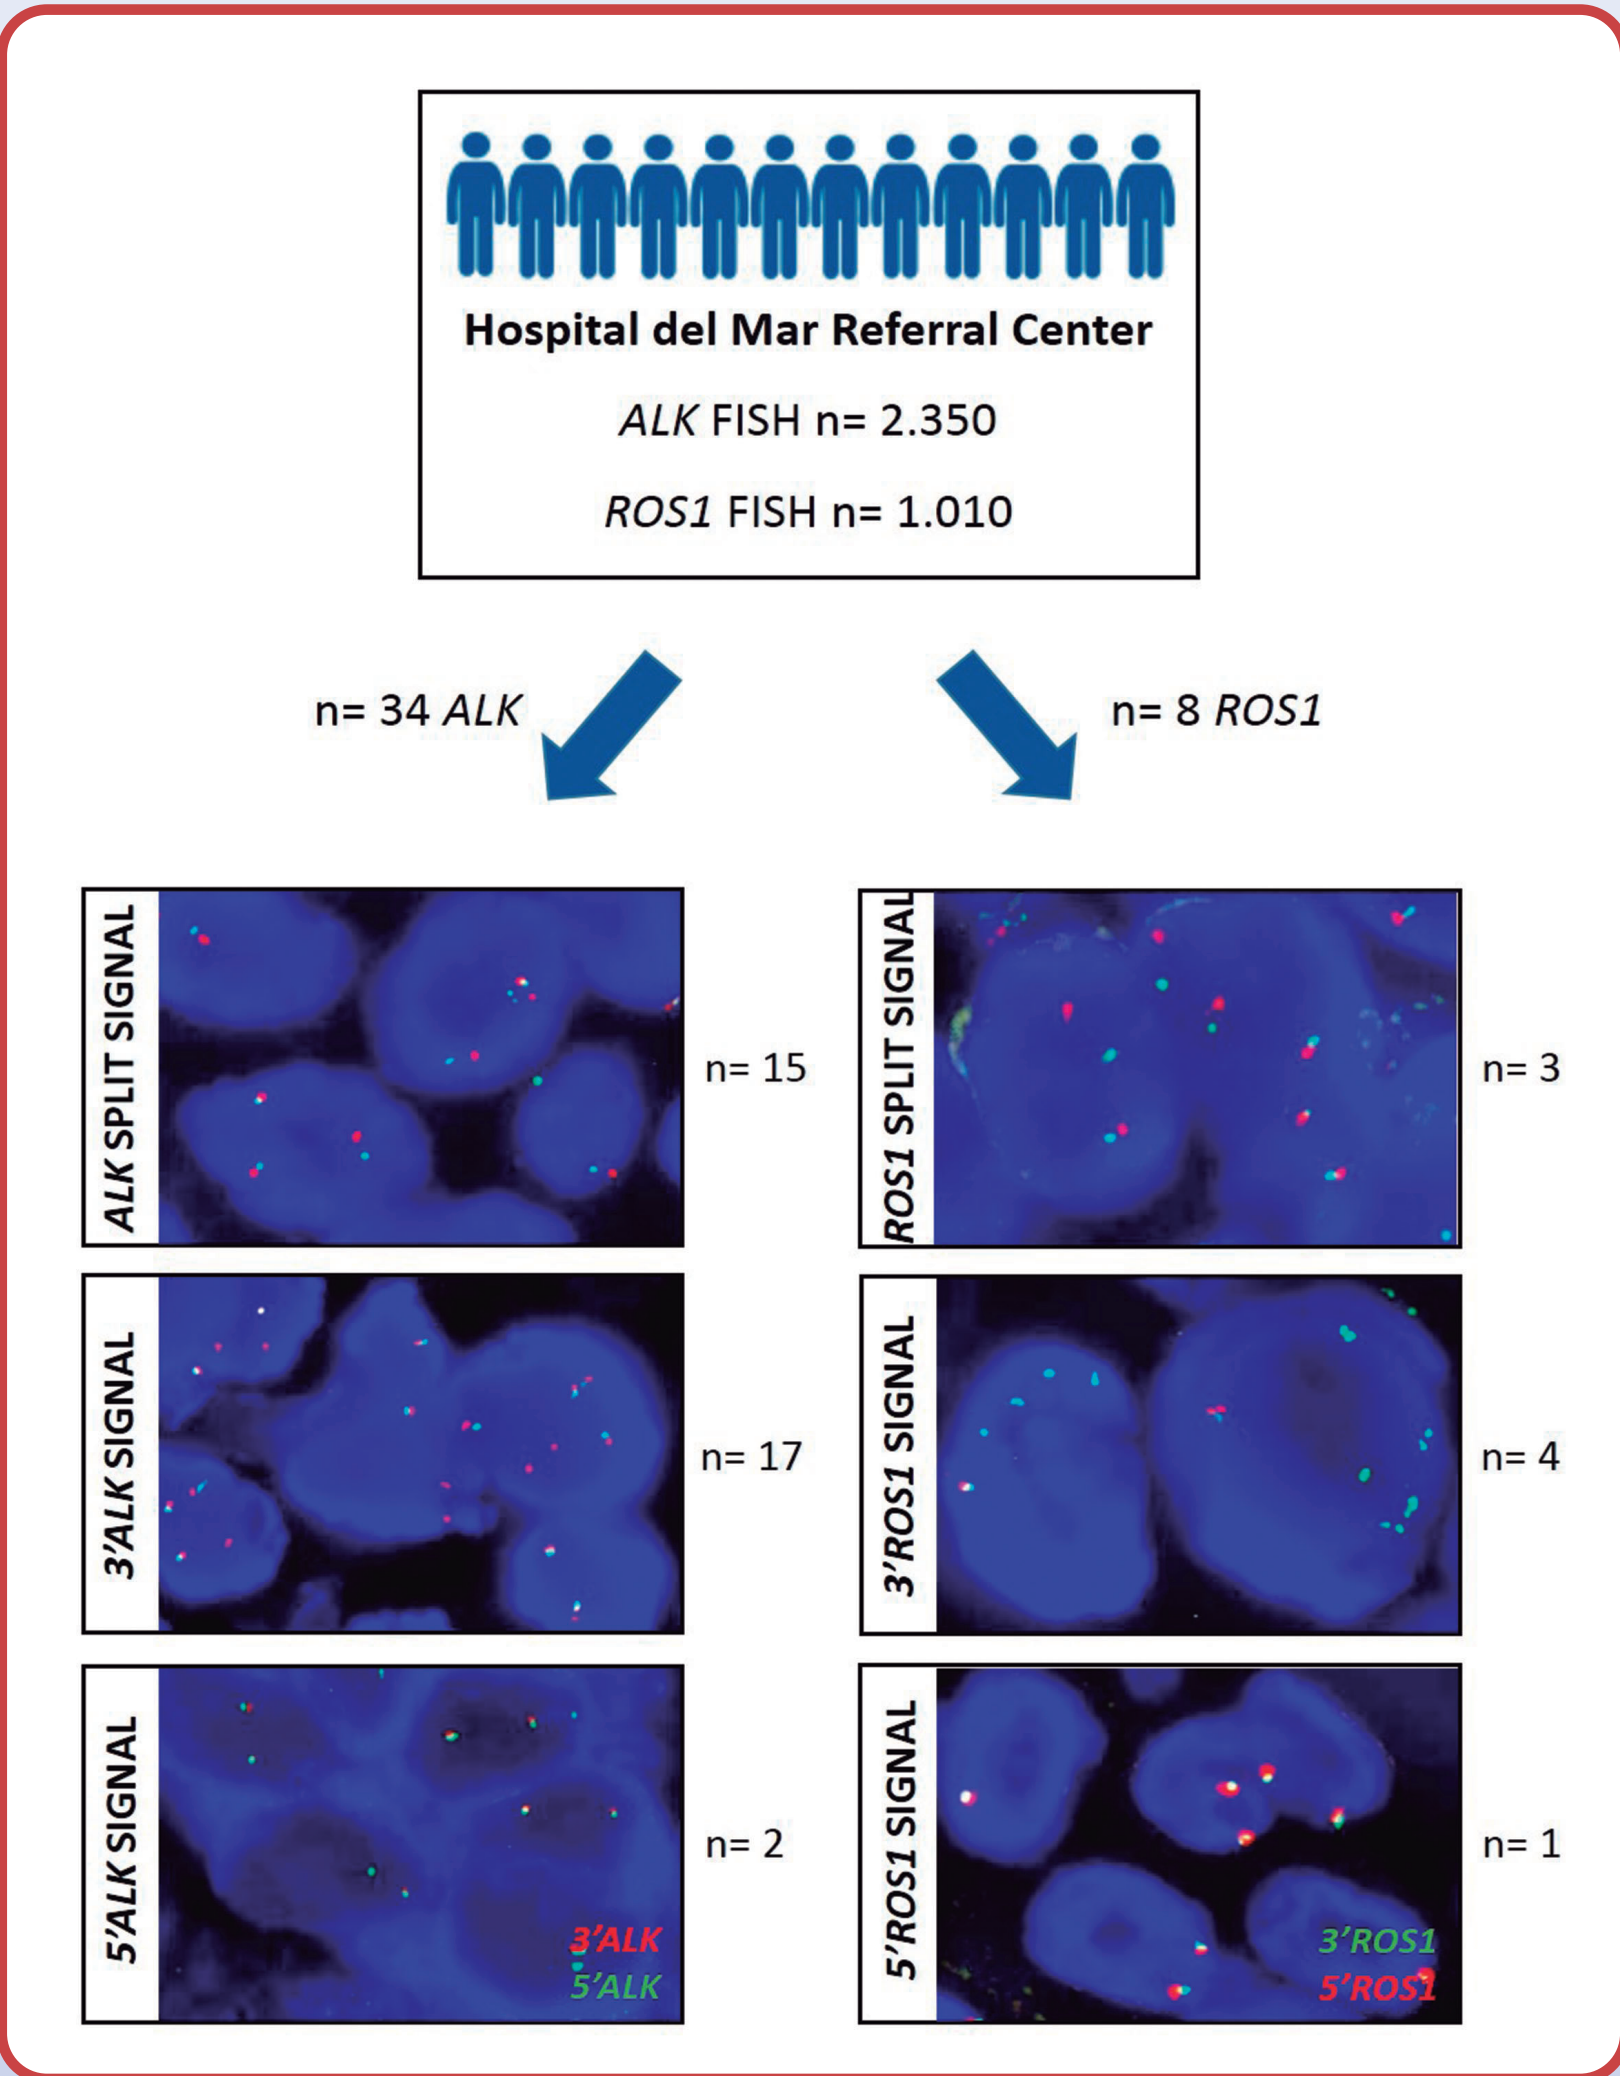 Hospital del Mar Referral Center
ALK FISH n= 2.350
ROS1 FISH n= 1.010
n= 34 ALK
n= 8 ROS1
ALK SPLIT SIGNAL
n= 15
ROS1 SPLIT SIGNAL
n= 3
3’ALK SIGNAL
n= 17
3’ROS1 SIGNAL
n= 4
5’ALK SIGNAL
3’ALK
5’ALK
n= 2
5’ROS1 SIGNAL
3’ROS1
5’ROS1
n= 1